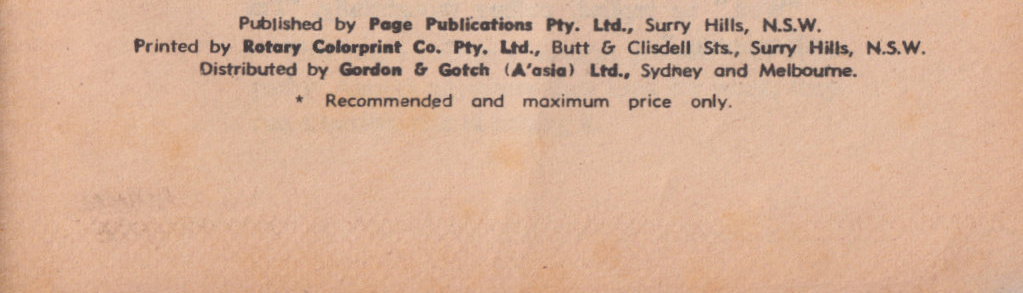 Published by Page Publications Pty. Ltd., Surry Hills, N.S.W.
Printed by Rotary Colorprint Co. Pty. Ltd., Butt & Clisdell Sts., Surry Hills, N.S.W.
Distributed by Gordon & Gotch (A'asia) Ltd., Sydney and Melbourne.
* Recommended and maximum price only.